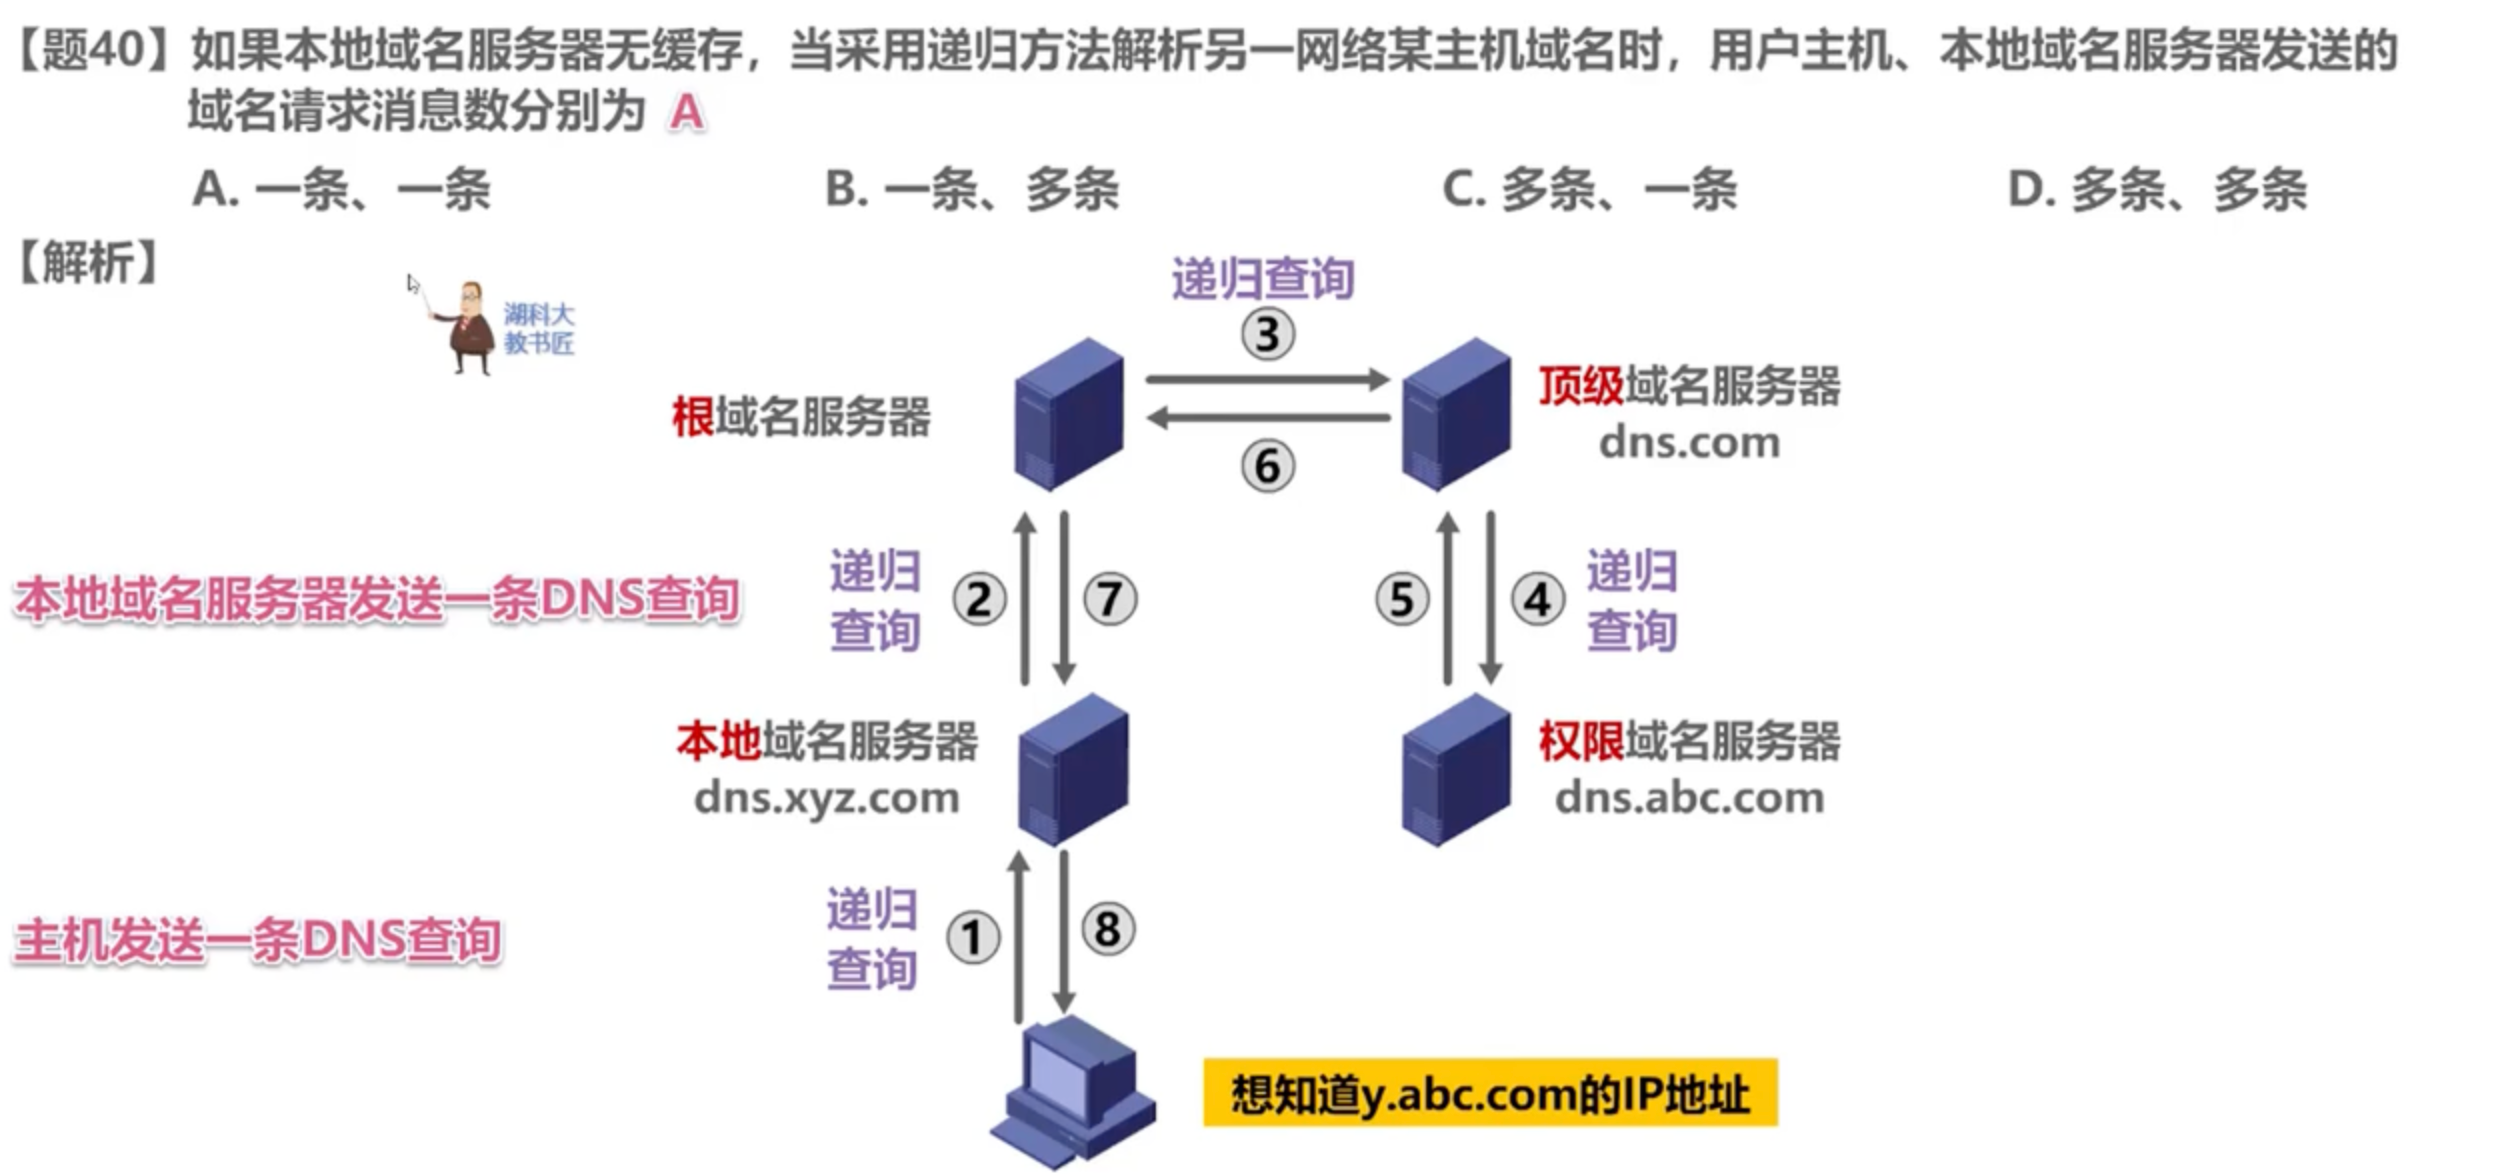 【题40】如果本地域名服务器无缓存，当采用递归方法解析另一网络某主机域名时，用户主机、本地域名服务器发送的
域名请求消息数分别为 A
A. 一条、一条 B. 一条、多条 C. 多条、一条 D. 多条、多条
【解析】
湖科大
教书匠
递归查询
③
根域名服务器
顶级域名服务器
dns.com
⑥
本地域名服务器发送一条DNS查询
递归
查询
②
⑦
⑤
④
递归
查询
本地域名服务器
dns.xyz.com
权限域名服务器
dns.abc.com
主机发送一条DNS查询
递归
查询
①
⑧
想知道y.abc.com的IP地址